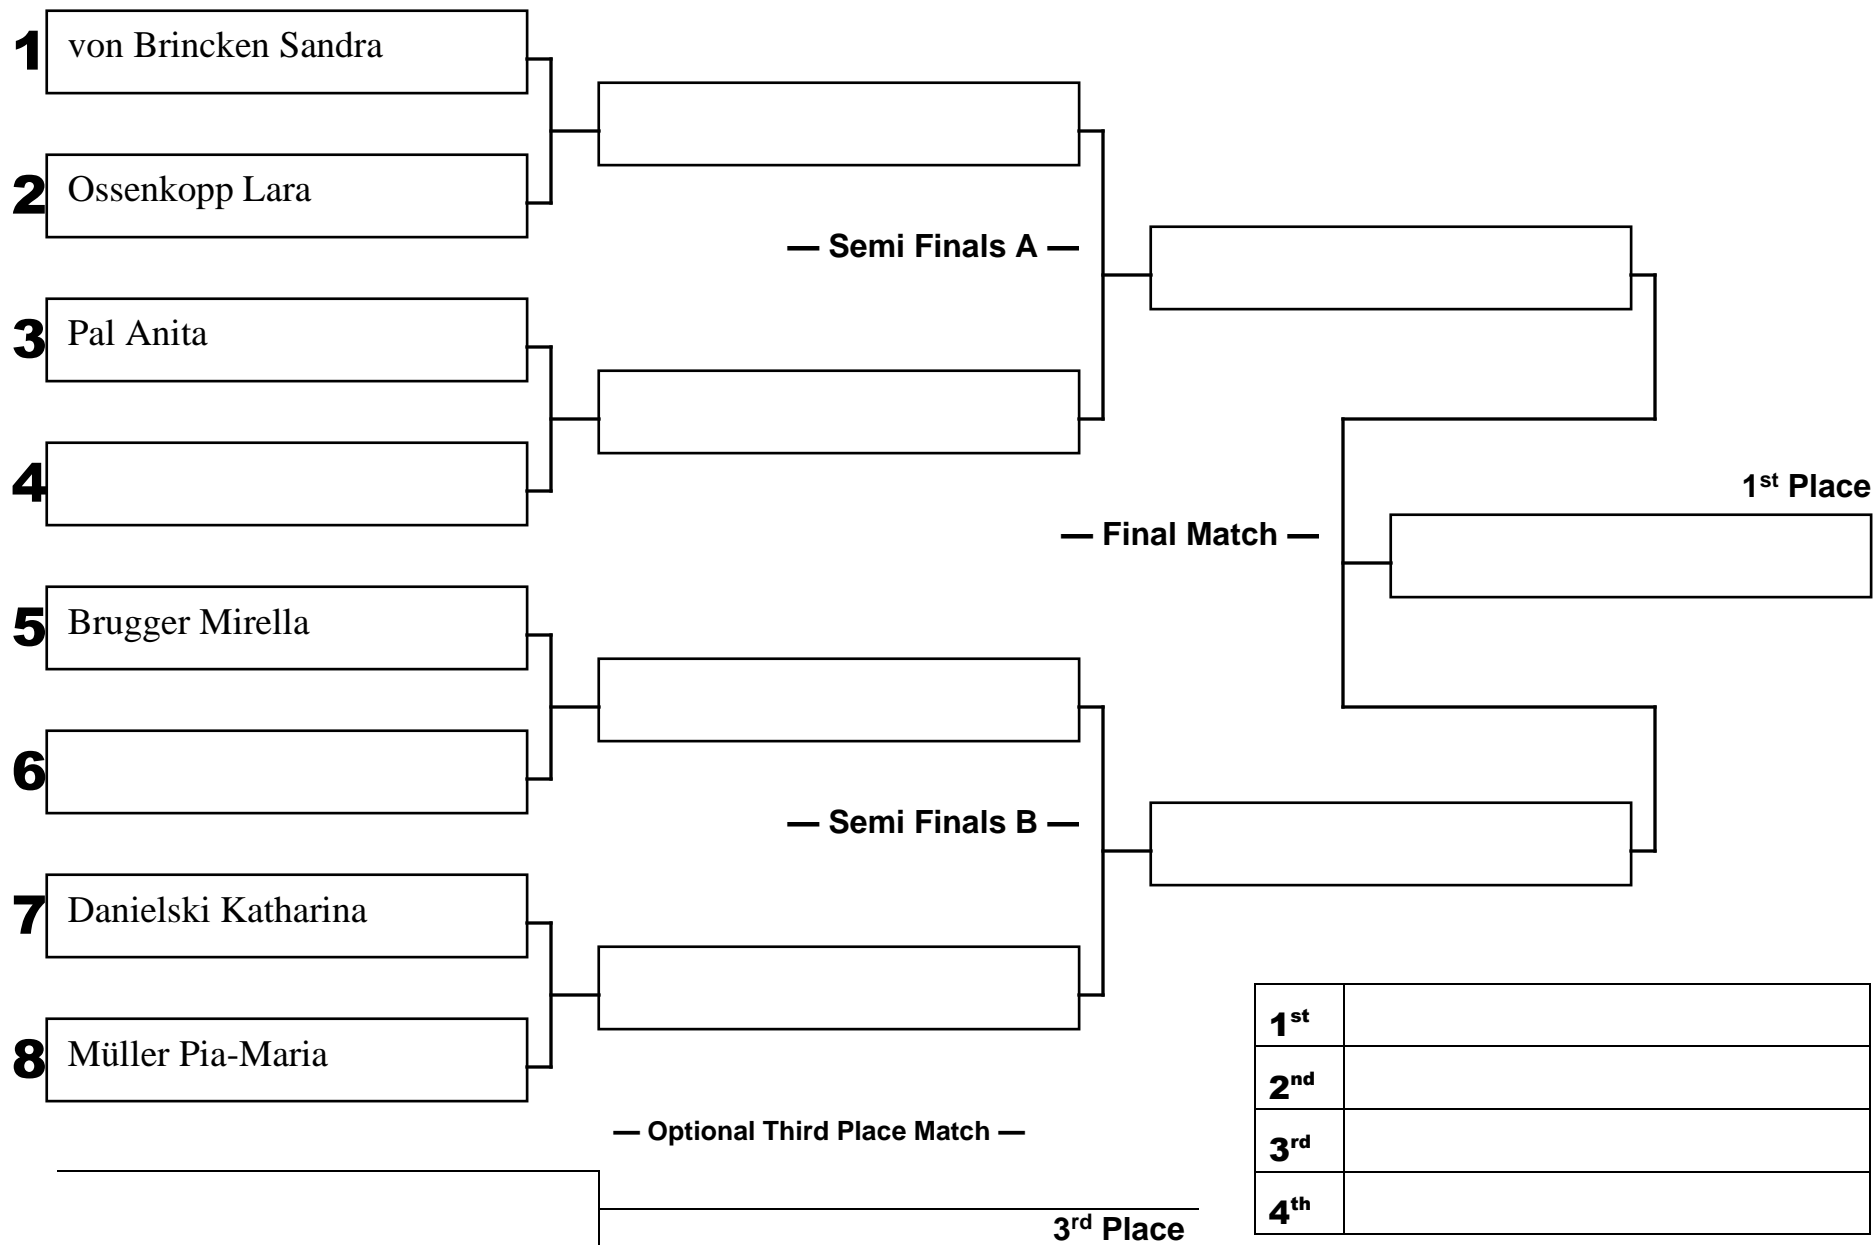 1 von Brincken Sandra
2 Ossenkopp Lara
— Semi Finals A —
3 Pal Anita
4
1st Place
— Final Match —
5 Brugger Mirella
6
— Semi Finals B —
7 Danielski Katharina
8 Müller Pia-Maria
— Optional Third Place Match —
3rd Place
1st
2nd
3rd
4th